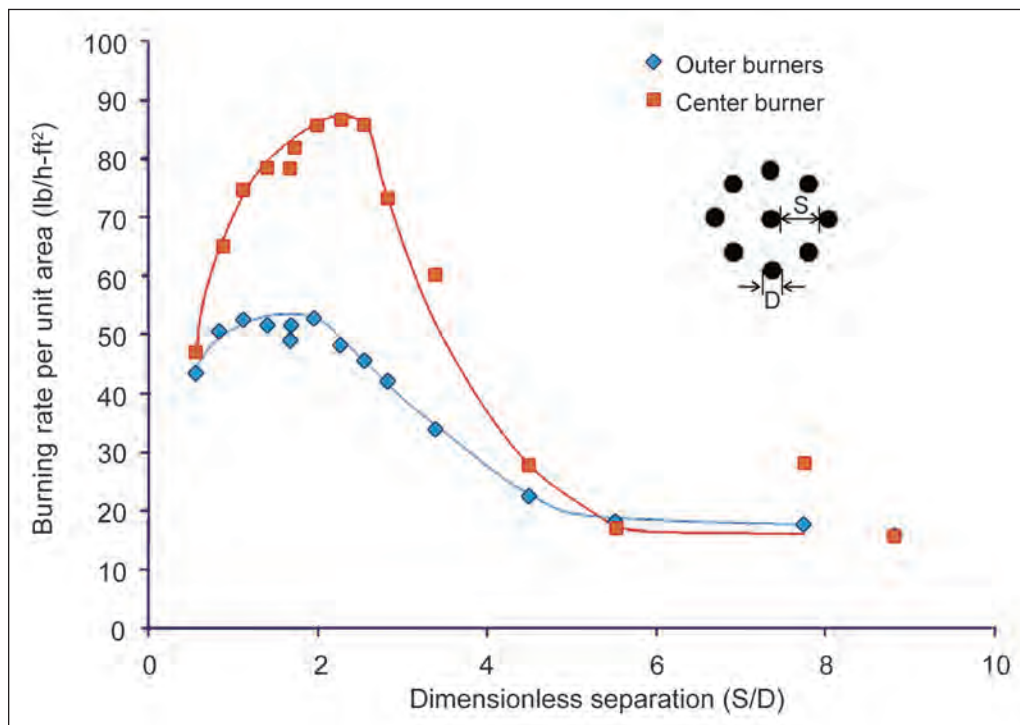 100
90
80
70
60
50
40
30
20
10
0
Burning rate per unit area (lb/h-ft²)
Outer burners
Center burner
S
D
0 2 4 6 8 10
Dimensionless separation (S/D)